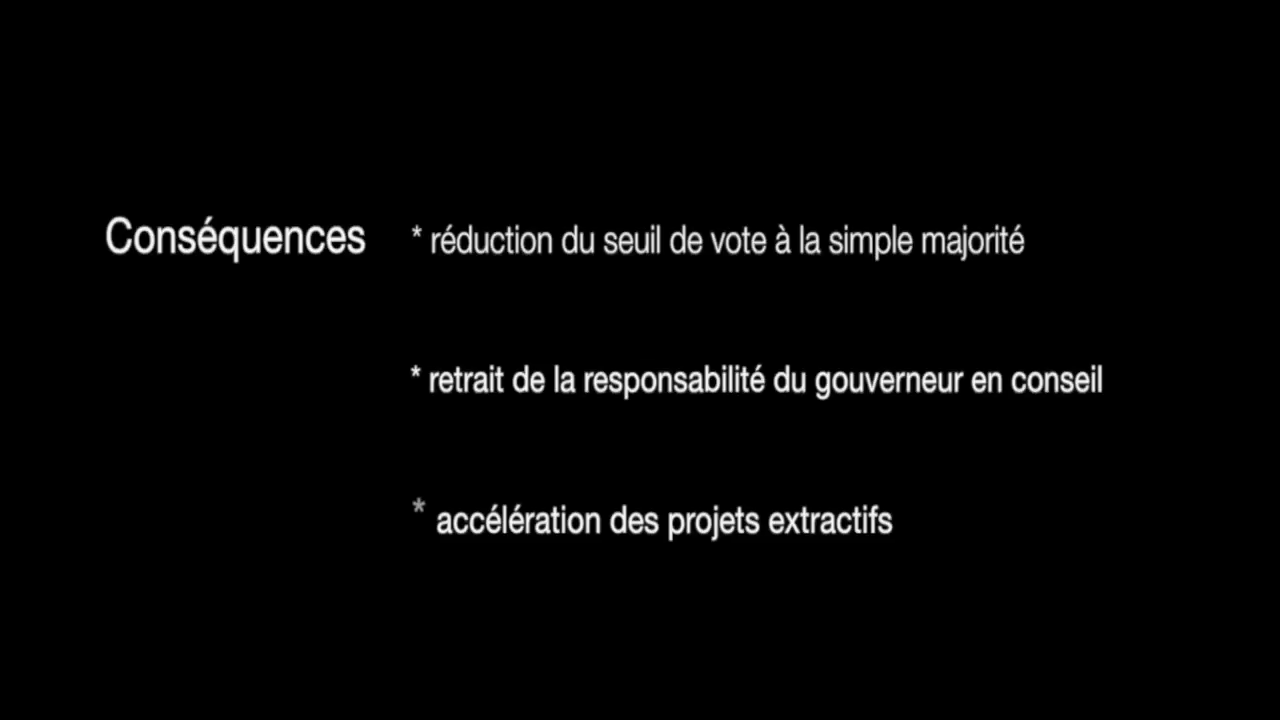 Conséquences * réduction du seuil de vote à la simple majorité
* retrait de la responsabilité du gouverneur en conseil
* accélération des projets extractifs